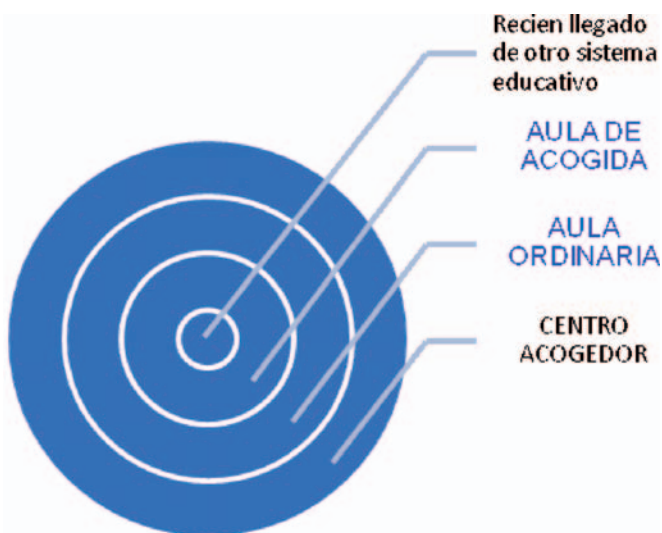 Recien llegado
de otro sistema
educativo
AULA DE
ACOGIDA
AULA
ORDINARIA
CENTRO
ACOGEDOR